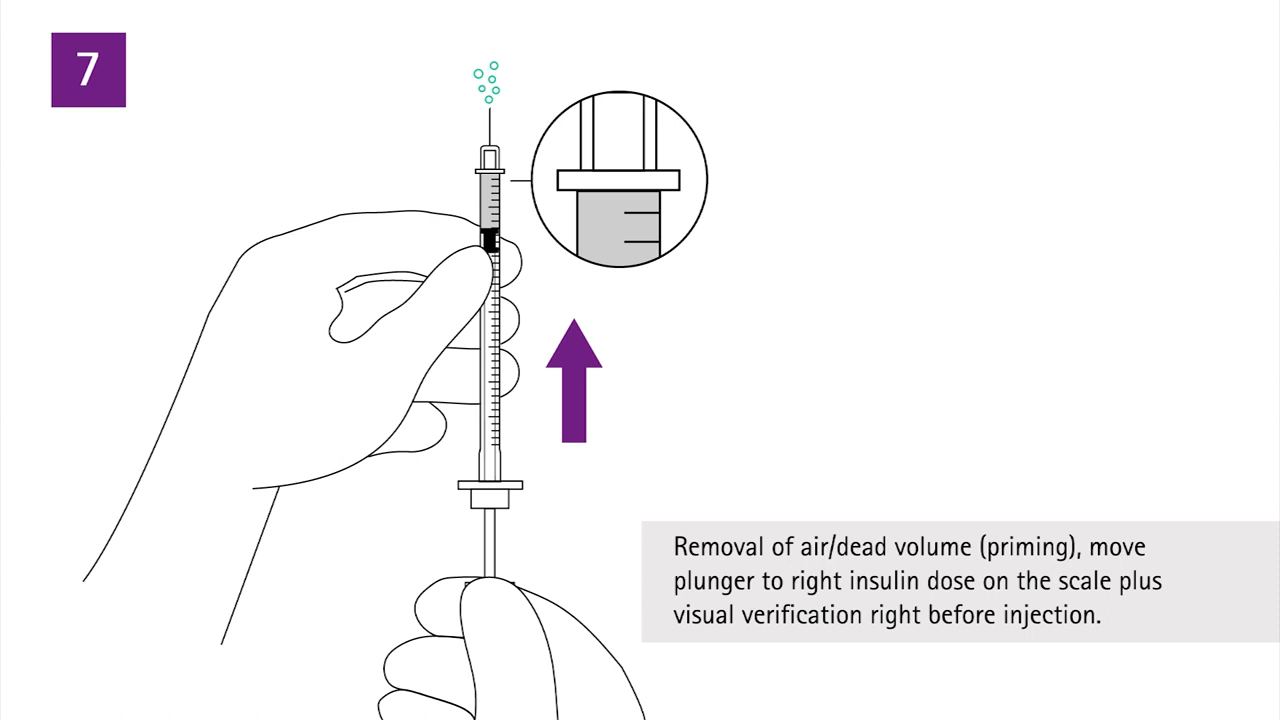 7
Removal of air/dead volume (priming), move
plunger to right insulin dose on the scale plus
visual verification right before injection.